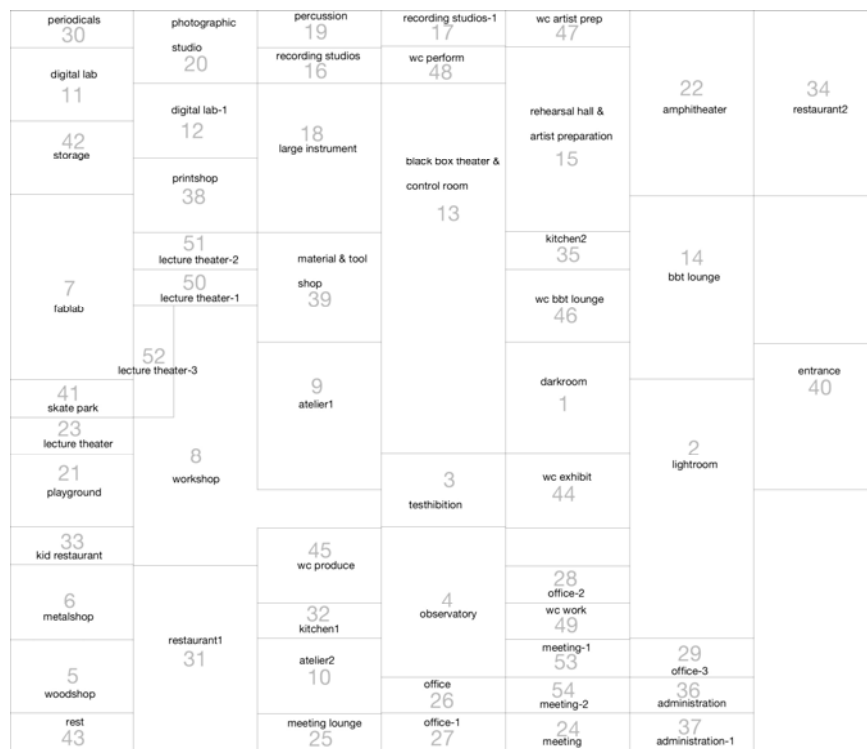 periodicals
30
digital lab
11
42
storage
7
fablab
41
skate park
23
lecture theater
21
playground
33
kid restaurant
6
metalshop
5
woodshop
rest
43
photographic
studio
20
digital lab-1
12
printshop
38
51
lecture theater-2
50
lecture theater-1
52
lecture theater-3
8
workshop
restaurant1
31
percussion
19
recording studios
16
18
large instrument
material & tool
shop
39
9
atelier1
45
wc produce
32
kitchen1
atelier2
10
meeting lounge
25
recording studios-1
17
wc perform
48
black box theater &
control room
13
3
testhibition
4
observatory
office
26
office-1
27
wc artist prep
47
rehearsal hall &
artist preparation
15
kitchen2
35
wc bbt lounge
46
darkroom
1
wc exhibit
44
28
office-2
wc work
49
meeting-1
53
54
meeting-2
24
meeting
22
amphitheater
14
bbt lounge
2
lightroom
29
office-3
36
administration
37
administration-1
34
restaurant2
entrance
40